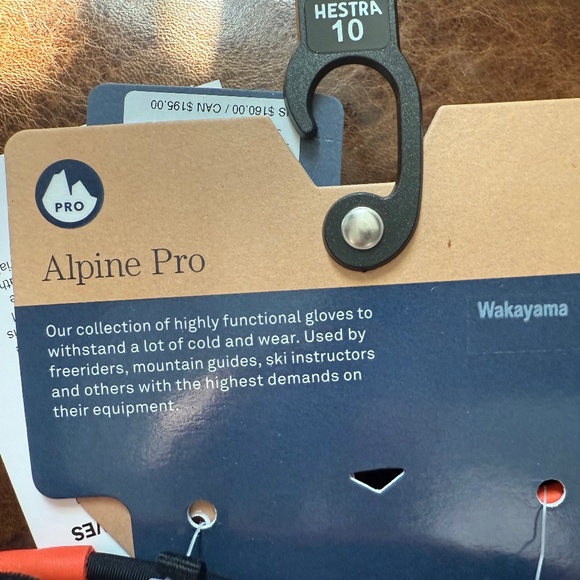 HESTRA
10
US $160.00 / CAN $195.00
PRO
Alpine Pro
Wakayama
Our collection of highly functional gloves to
withstand a lot of cold and wear. Used by
freeriders, mountain guides, ski instructors
and others with the highest demands on
their equipment.